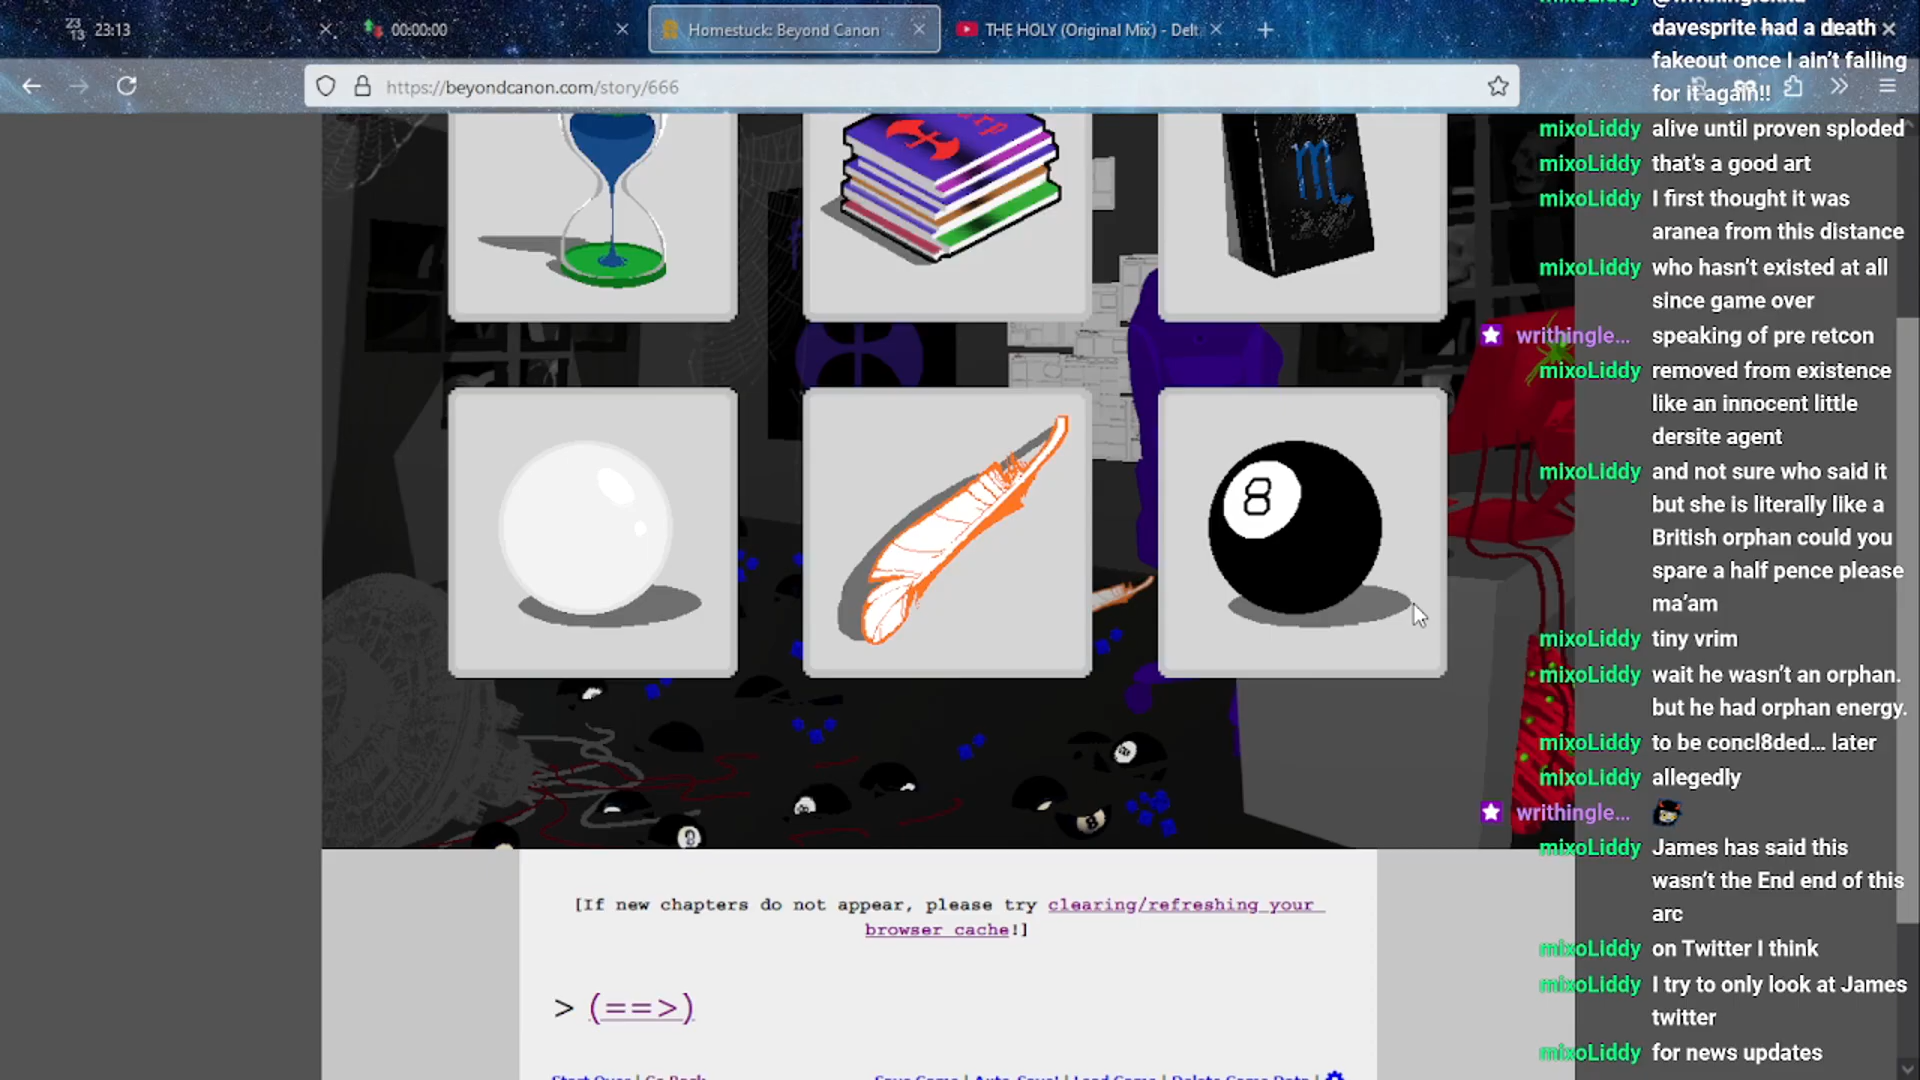 23
13
23:13
00:00:00
Homestuck: Beyond Canon
THE HOLY (Original Mix) - Delt
https://beyondcanon.com/story/666
8
[If new chapters do not appear, please try clearing/refreshing your
browser cache!]
> (==>)
davesprite had a death
fakeout once I ain't falling
for it again!!
mixoLiddy alive until proven sploded
mixoLiddy that's a good art
mixoLiddy I first thought it was
aranea from this distance
mixoLiddy who hasn't existed at all
since game over
writhingle... speaking of pre retcon
mixoLiddy removed from existence
like an innocent little
dersite agent
mixoLiddy and not sure who said it
but she is literally like a
British orphan could you
spare a half pence please
ma'am
mixoLiddy tiny vrim
mixoLiddy wait he wasn't an orphan.
but he had orphan energy.
mixoLiddy to be concl8ded... later
mixoLiddy allegedly
writhingle...
mixoLiddy James has said this
wasn't the End end of this
arc
mixoLiddy on Twitter I think
mixoLiddy I try to only look at James
twitter
mixoLiddy for news updates